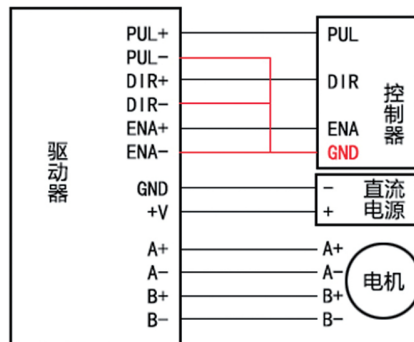 PUL+
PUL-
DIR+
DIR-
ENA+
ENA-
GND
+V
A+
A-
B+
B-
驱动器
PUL
DIR
ENA
GND
控制器
- 直流
+ 电源
A+
A-
B+
B-
电机